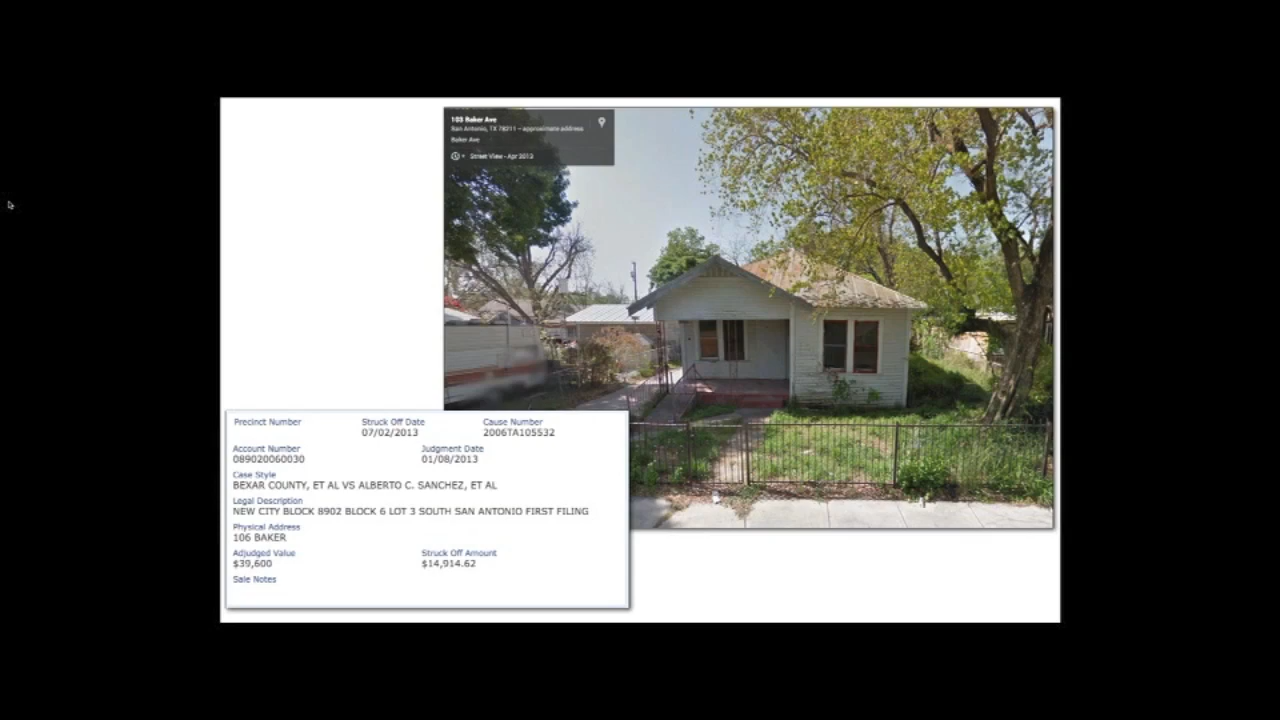 103 Baker Ave
San Antonio, TX 78211 – approximate address
Baker Ave
Street View - Apr 2013
Precinct Number Struck Off Date Cause Number
07/02/2013 2006TA105532
Account Number Judgment Date
089020060030 01/08/2013
Case Style
BEXAR COUNTY, ET AL VS ALBERTO C. SANCHEZ, ET AL
Legal Description
NEW CITY BLOCK 8902 BLOCK 6 LOT 3 SOUTH SAN ANTONIO FIRST FILING
Physical Address
106 BAKER
Adjudged Value Struck Off Amount
$39,600 $14,914.62
Sale Notes